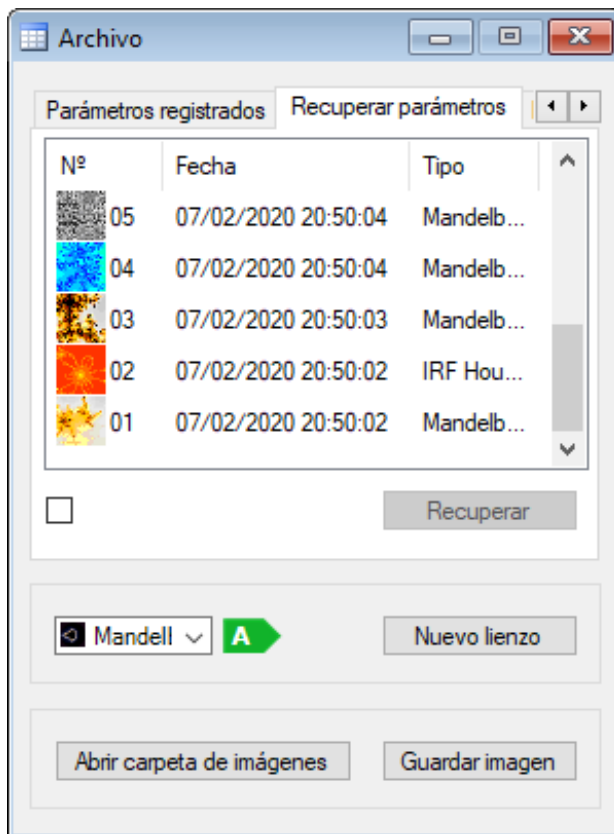 Archivo
Parámetros registrados Recuperar parámetros
Nº Fecha Tipo
05 07/02/2020 20:50:04 Mandelb...
04 07/02/2020 20:50:04 Mandelb...
03 07/02/2020 20:50:03 Mandelb...
02 07/02/2020 20:50:02 IRF Hou...
01 07/02/2020 20:50:02 Mandelb...
Recuperar
Mandell A Nuevo lienzo
Abrir carpeta de imágenes Guardar imagen